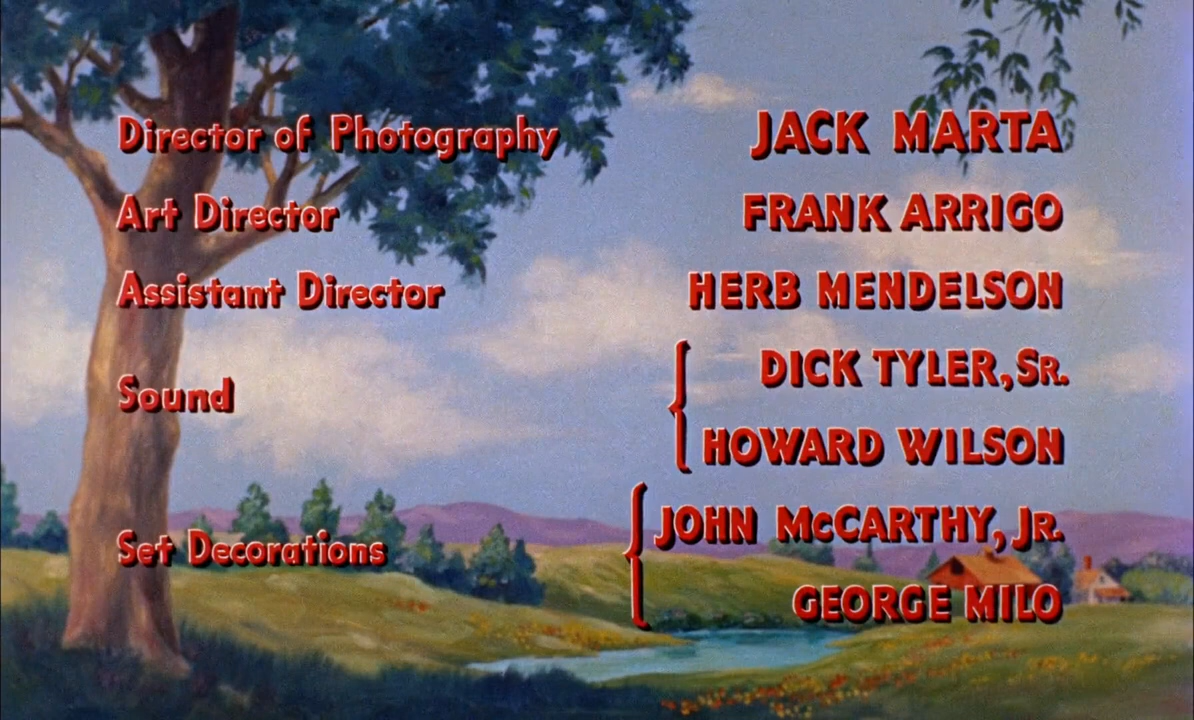 Director of Photography JACK MARTA
Art Director FRANK ARRIGO
Assistant Director HERB MENDELSON
Sound DICK TYLER, SR.
HOWARD WILSON
Set Decorations JOHN McCARTHY, JR.
GEORGE MILO